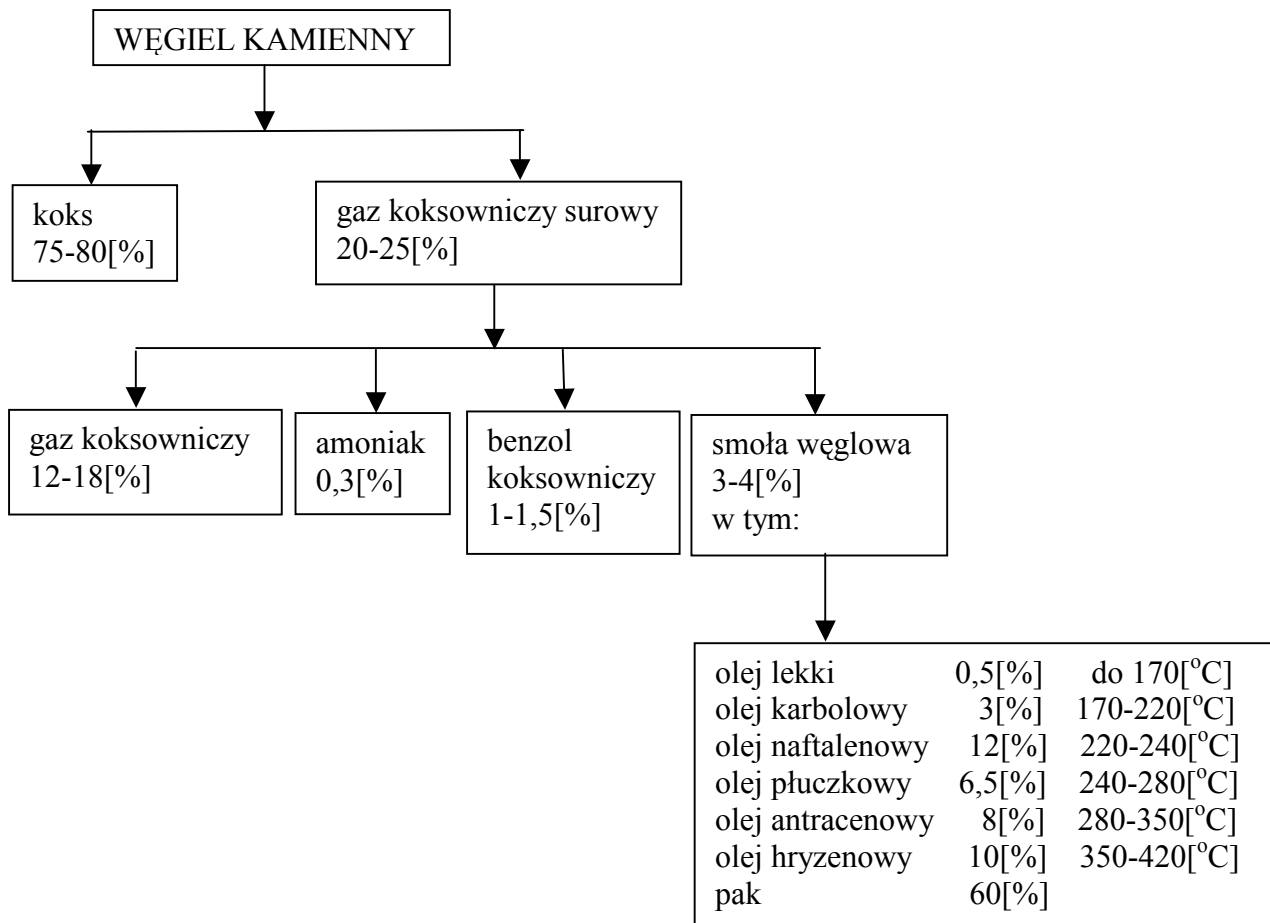 WĘGIEL KAMIENNY
koks
75-80[%]
gaz koksowniczy surowy
20-25[%]
gaz koksowniczy
12-18[%]
amoniak
0,3[%]
benzol
koksowniczy
1-1,5[%]
smoła węglowa
3-4[%]
w tym:
olej lekki 0,5[%] do 170[°C]
olej karbolowy 3[%] 170-220[°C]
olej naftalenowy 12[%] 220-240[°C]
olej płuczkowy 6,5[%] 240-280[°C]
olej antracenowy 8[%] 280-350[°C]
olej hryzenowy 10[%] 350-420[°C]
pak 60[%]